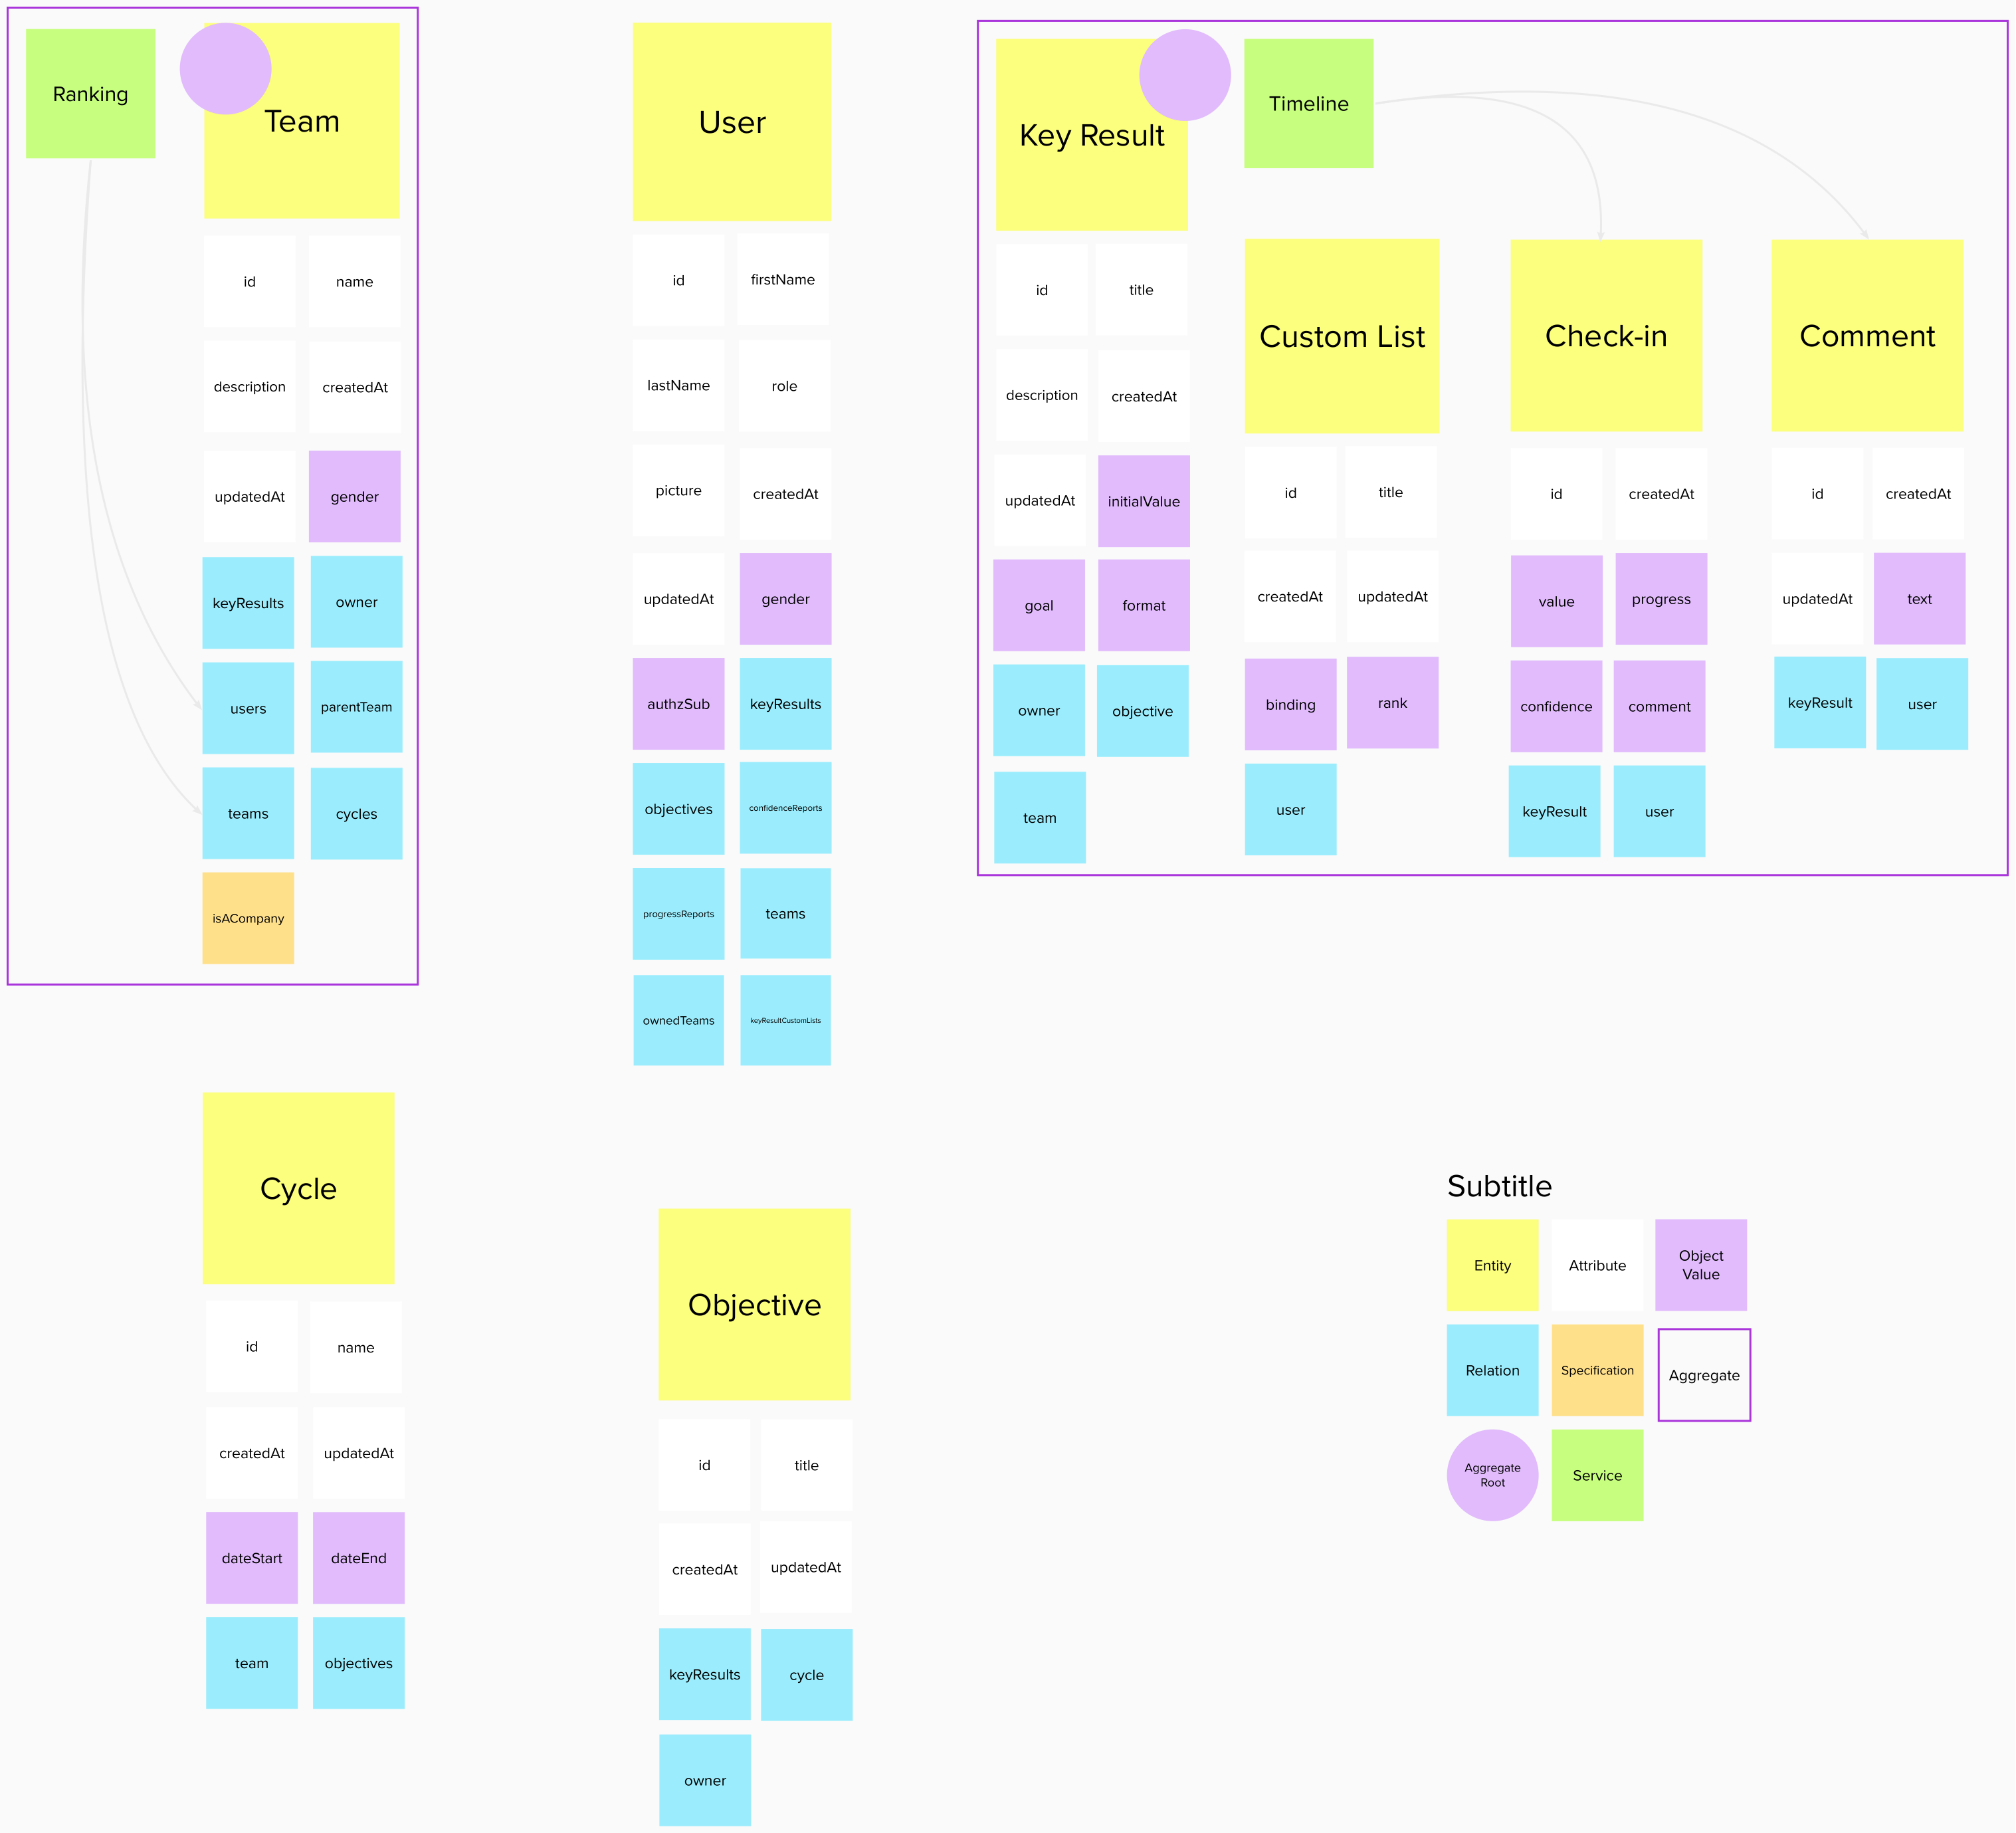 Ranking
Team
id
name
description
createdAt
updatedAt
gender
keyResults
owner
users
parentTeam
teams
cycles
isACompany
User
id
firstName
lastName
role
picture
createdAt
updatedAt
gender
authzSub
keyResults
objectives
confidenceReports
progressReports
teams
ownedTeams
keyResultCustomLists
Key Result
id
title
description
createdAt
updatedAt
initialValue
goal
format
owner
objective
team
Timeline
Custom List
id
title
createdAt
updatedAt
binding
rank
user
Check-in
id
createdAt
value
progress
confidence
comment
keyResult
user
Comment
id
createdAt
updatedAt
text
keyResult
user
Cycle
id
name
createdAt
updatedAt
dateStart
dateEnd
team
objectives
Objective
id
title
createdAt
updatedAt
keyResults
cycle
owner
Subtitle
Entity
Attribute
Object
Value
Relation
Specification
Aggregate
Aggregate
Root
Service